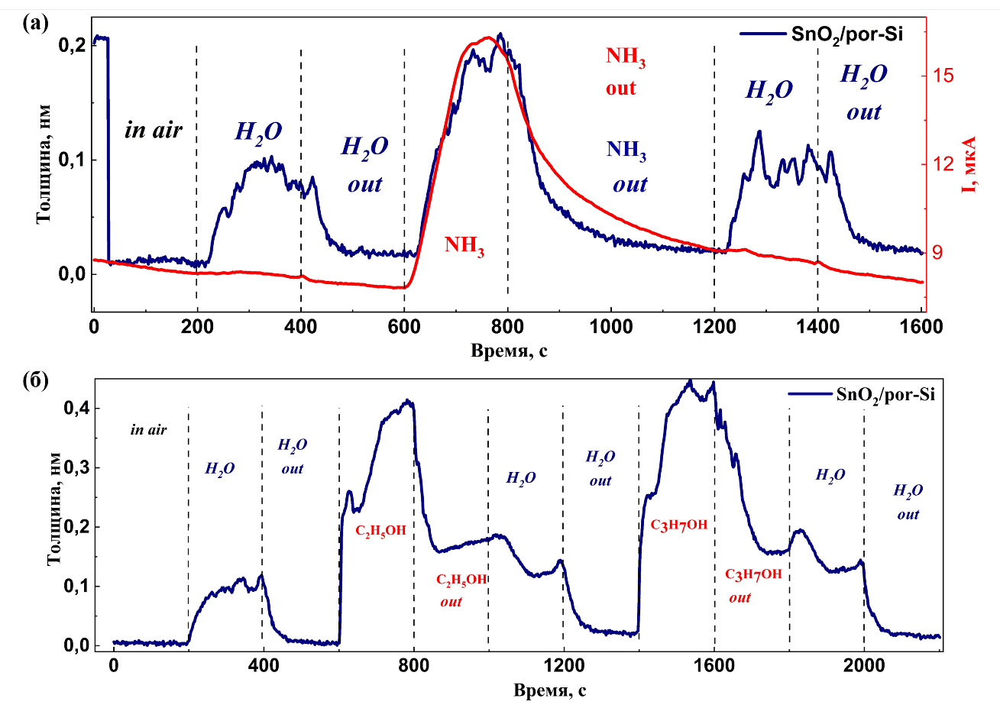 (а)
SnO2/por-Si
0,2
0,1
0,0
Толщина, нм
in air
H2O
H2O
out
NH3
NH3
out
NH3
out
H2O
H2O
out
15
12
9
I, мкА
0 200 400 600 800 1000 1200 1400 1600
Время, с
(б)
SnO2/por-Si
0,4
0,3
0,2
0,1
0,0
Толщина, нм
in air
H2O
H2O
out
C2H5OH
C2H5OH
out
H2O
H2O
out
C3H7OH
C3H7OH
out
H2O
H2O
out
0 400 800 1200 1600 2000
Время, с